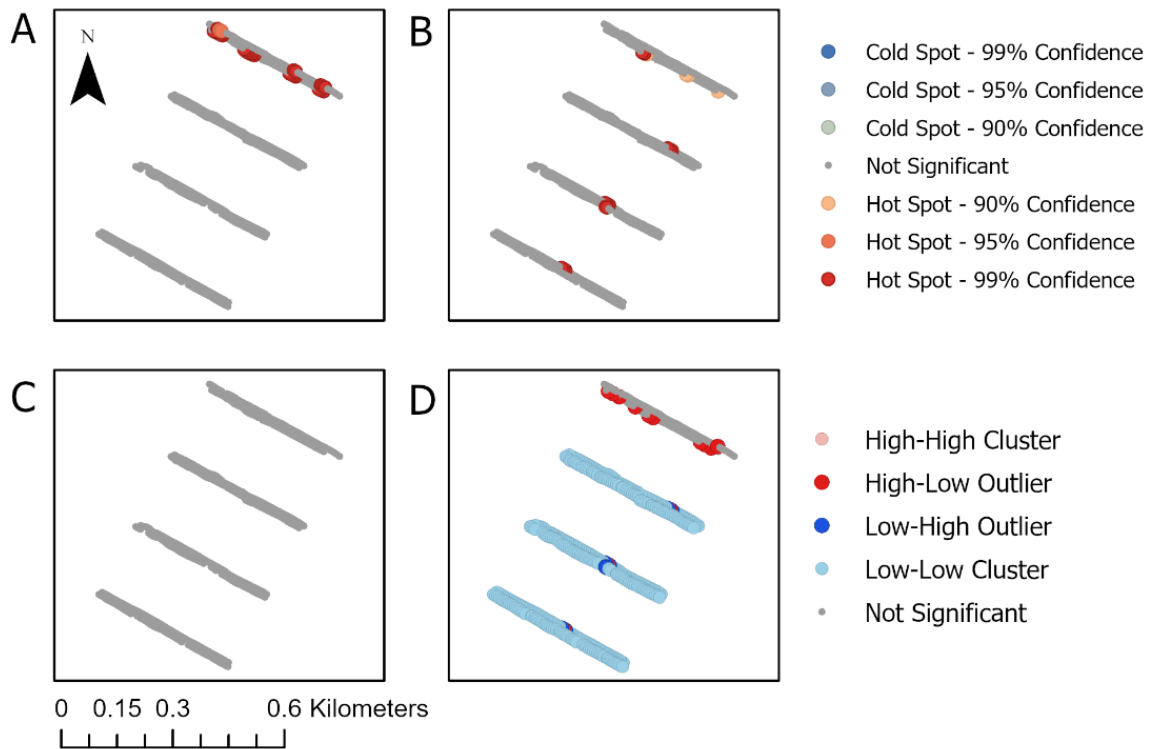 A
N
B
Cold Spot - 99% Confidence
Cold Spot - 95% Confidence
Cold Spot - 90% Confidence
Not Significant
Hot Spot - 90% Confidence
Hot Spot - 95% Confidence
Hot Spot - 99% Confidence
C
D
High-High Cluster
High-Low Outlier
Low-High Outlier
Low-Low Cluster
Not Significant
0 0.15 0.3 0.6 Kilometers